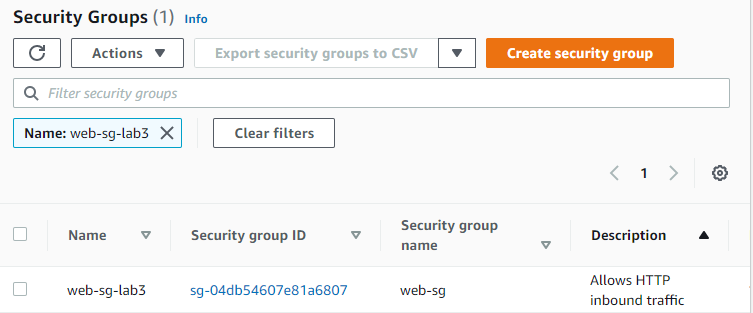 Security Groups (1) Info
Actions Export security groups to CSV Create security group
Filter security groups
Name: web-sg-lab3 Clear filters
1
Name Security group ID Security group name Description
web-sg-lab3 sg-04db54607e81a6807 web-sg Allows HTTP inbound traffic